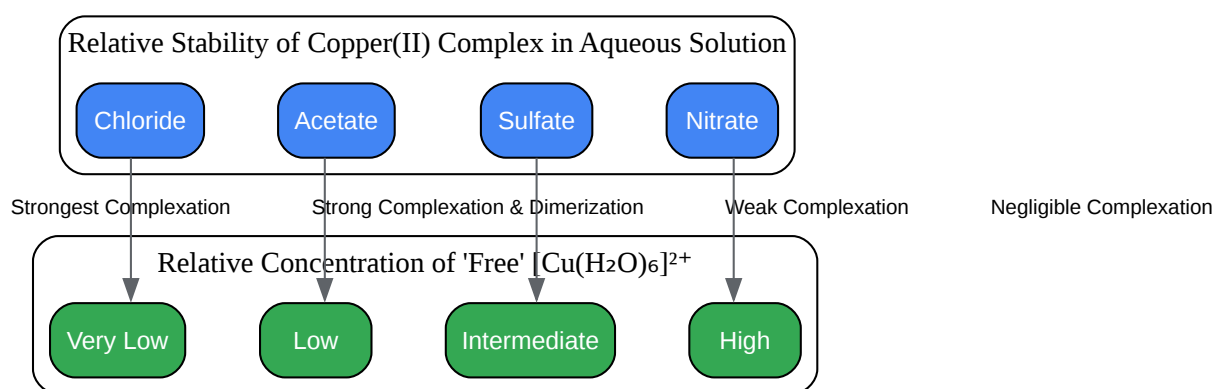 Relative Stability of Copper(II) Complex in Aqueous Solution
Chloride
Acetate
Sulfate
Nitrate
Strongest Complexation
Strong Complexation & Dimerization
Weak Complexation
Negligible Complexation
Relative Concentration of 'Free' [Cu(H₂O)₆]²⁺
Very Low
Low
Intermediate
High